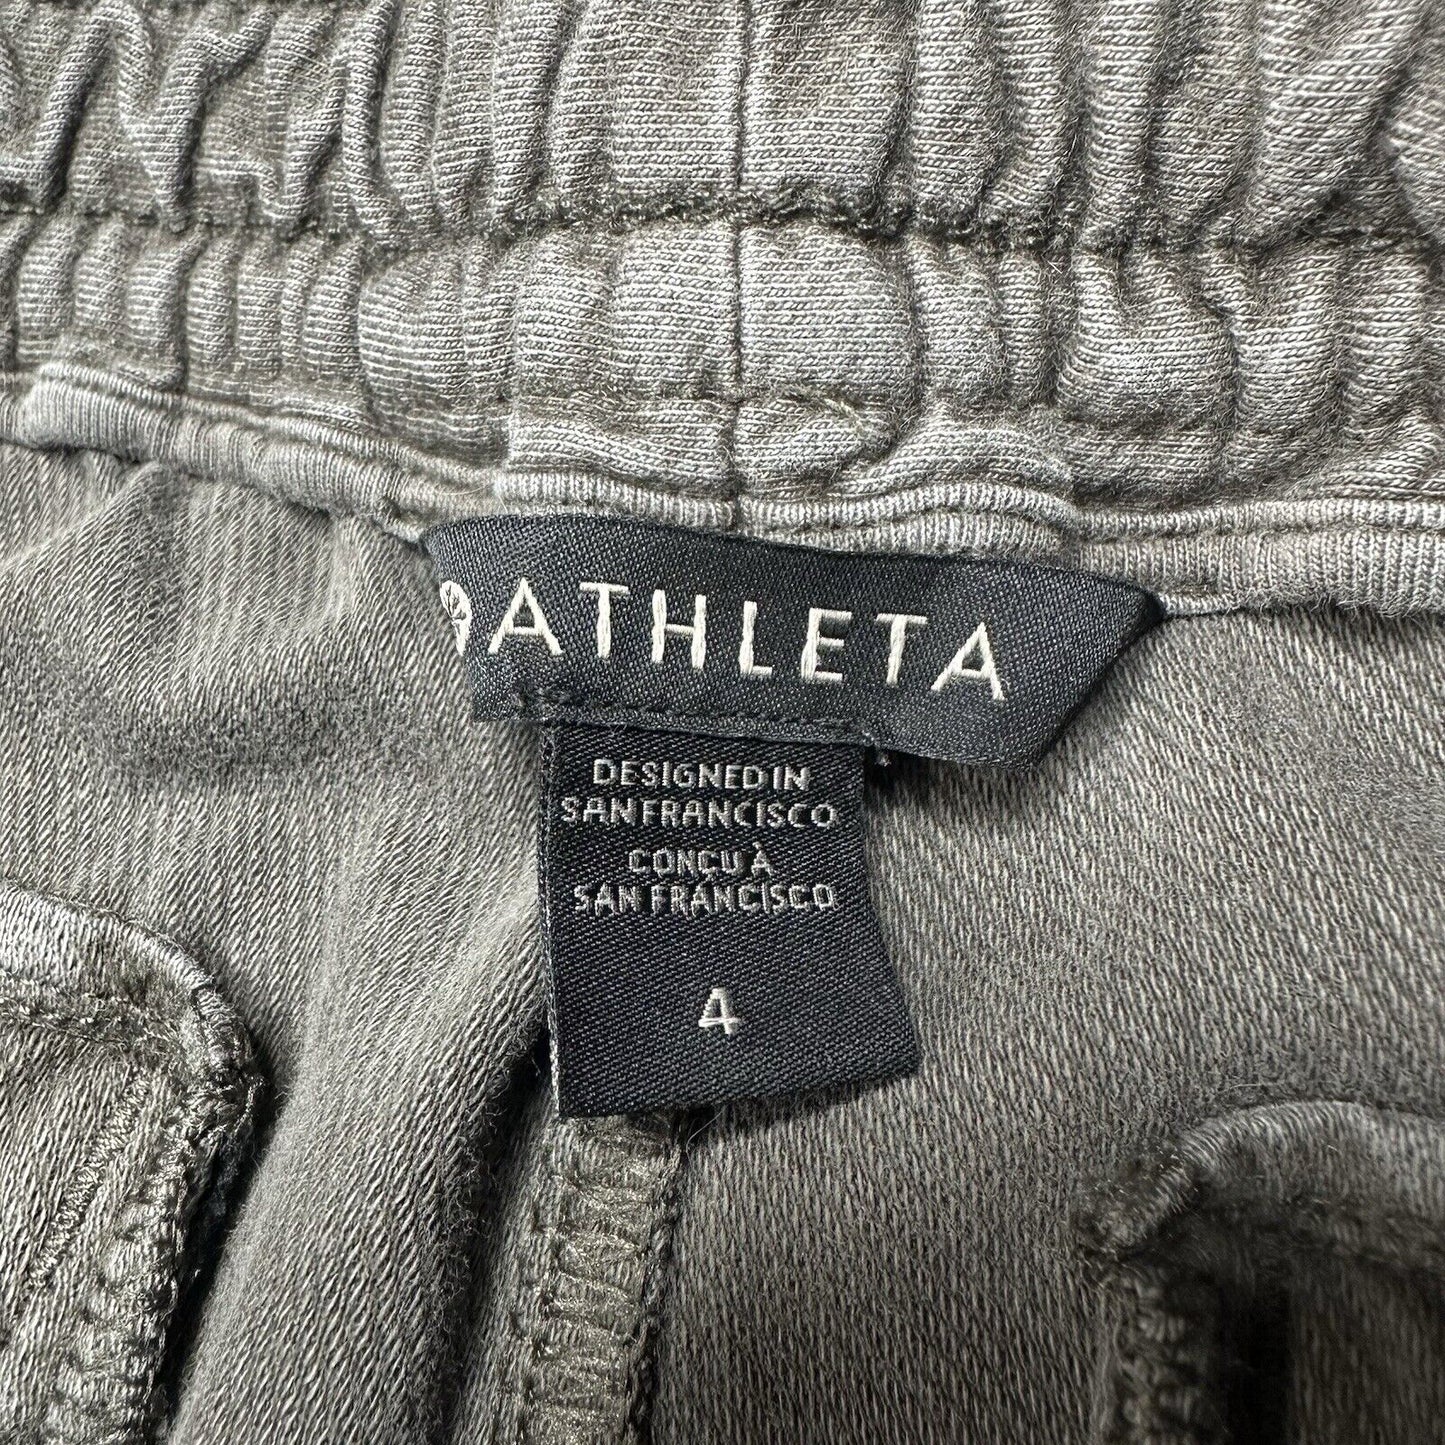 ATHLETA
DESIGNED IN
SAN FRANCISCO
CONÇU À
SAN FRANCISCO
4